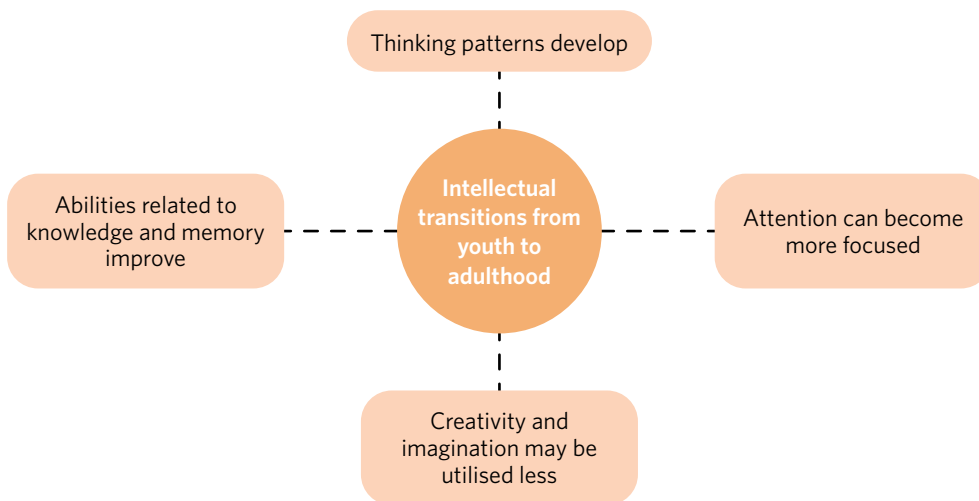 Thinking patterns develop
Abilities related to
knowledge and memory
improve
Intellectual
transitions from
youth to
adulthood
Attention can become
more focused
Creativity and
imagination may be
utilised less